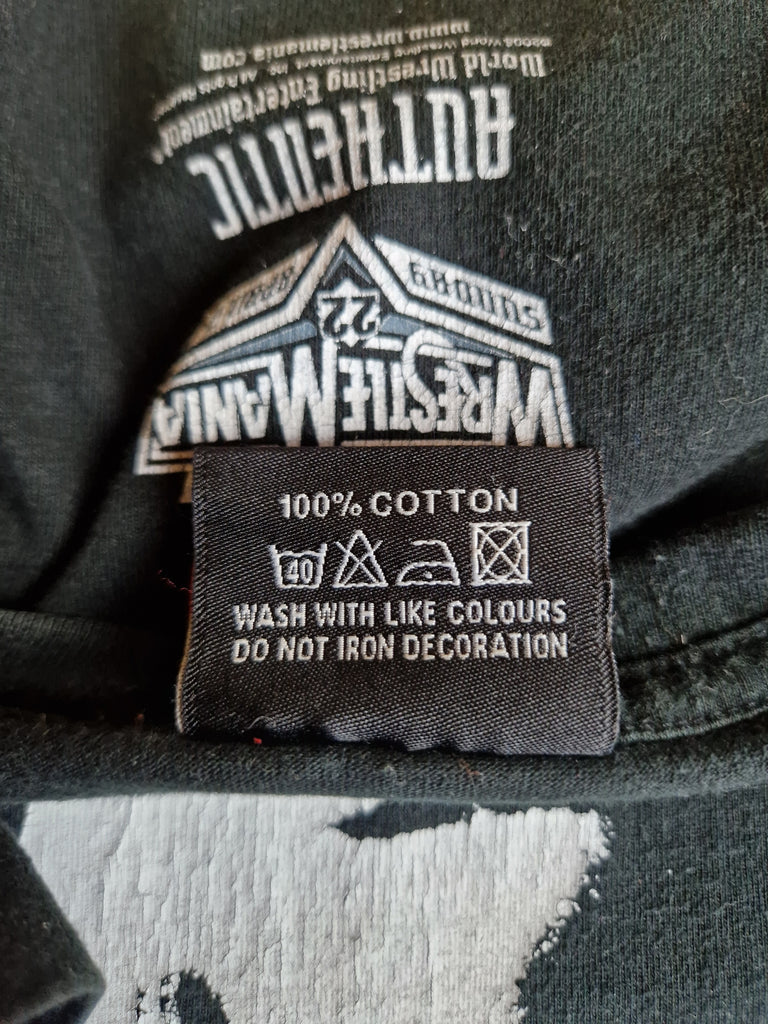 100% COTTON
40
WASH WITH LIKE COLOURS
DO NOT IRON DECORATION
WRESTLEMANIA
22
SUNDAY
APRIL
AUTHENTIC
World Wrestling Entertainment
www.wrestlemania.com